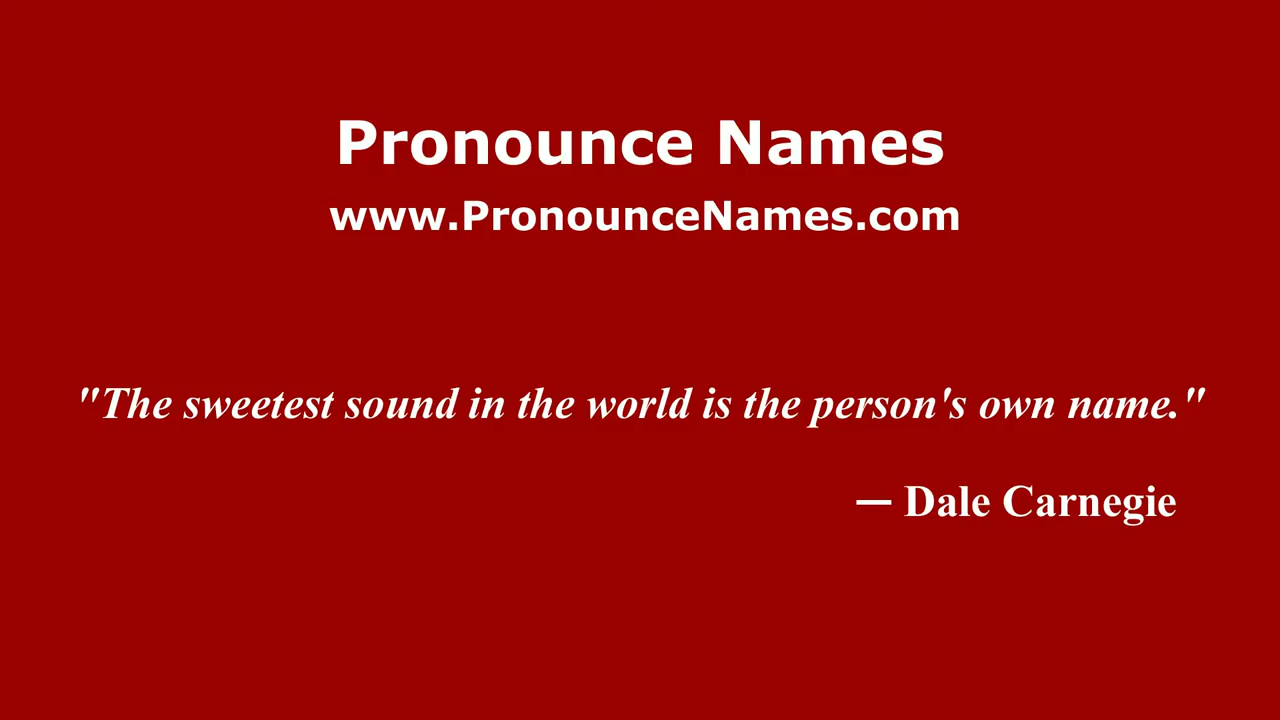 Pronounce Names
www.PronounceNames.com
"The sweetest sound in the world is the person's own name."
— Dale Carnegie